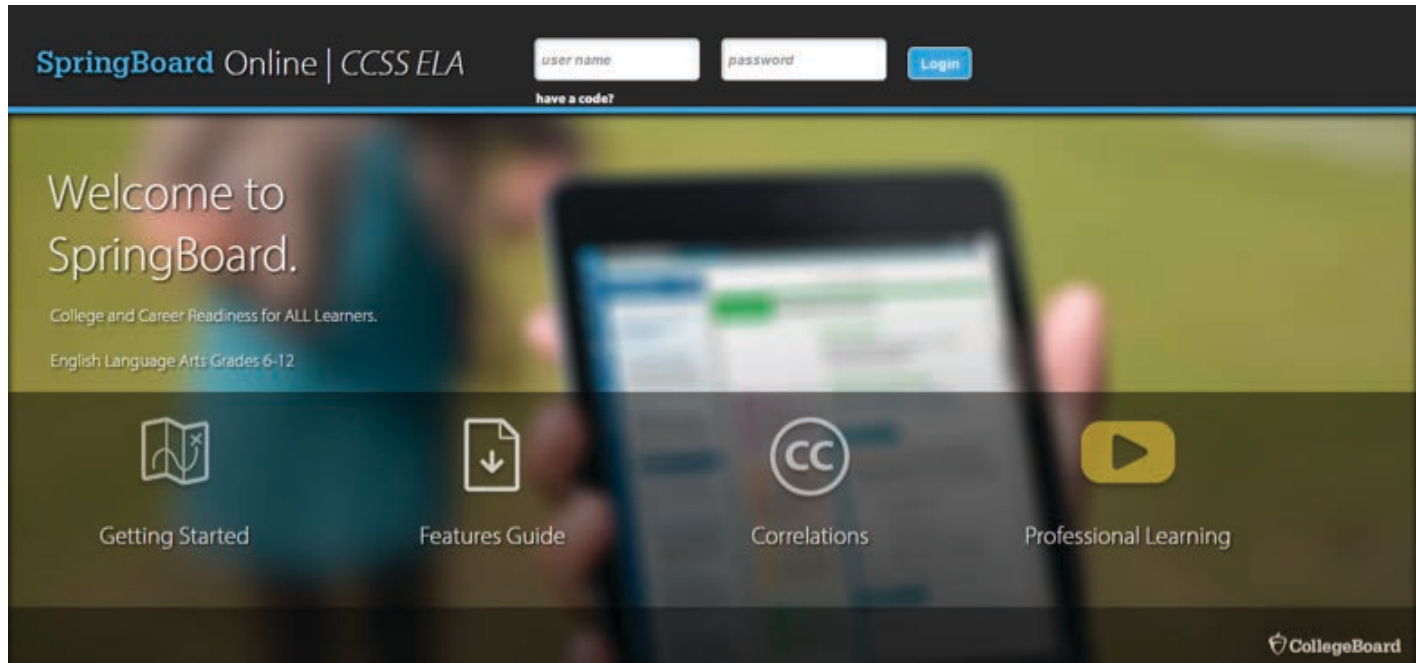 SpringBoard Online | CCSS ELA
user name
password
Login
have a code?
Welcome to
SpringBoard.
College and Career Readiness for ALL Learners.
English Language Arts Grades 6-12
CC
Getting Started
Features Guide
Correlations
Professional Learning
CollegeBoard